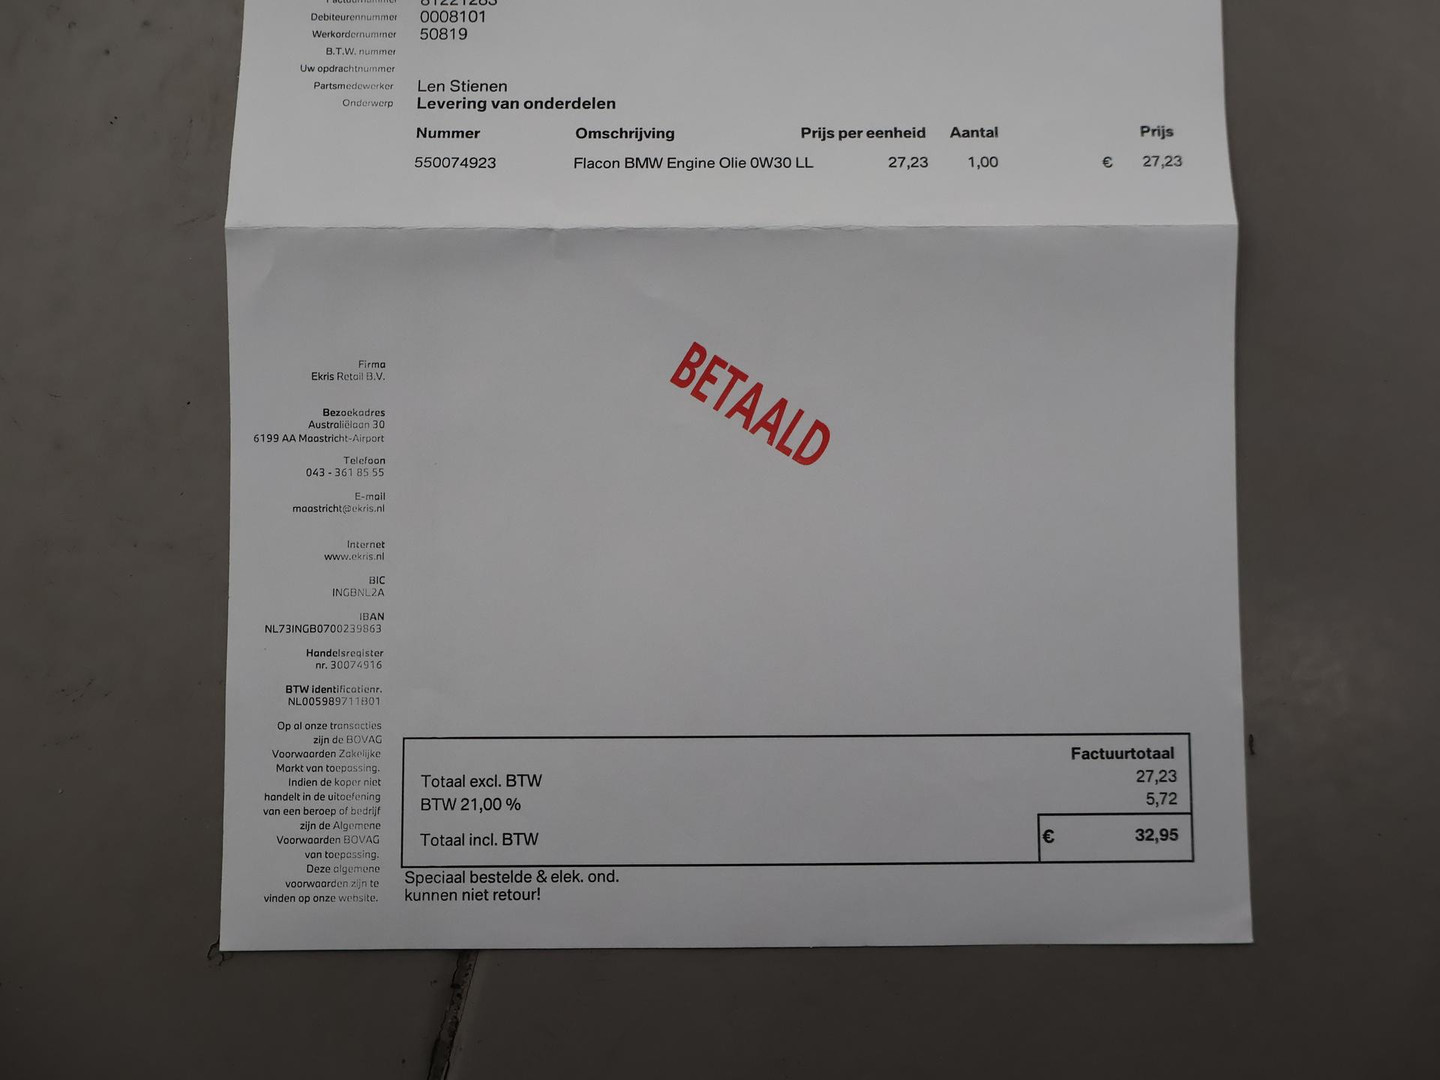 Debiteurennummer 0008101
Werkordernummer 50819
B.T.W. nummer
Uw opdrachtnummer
Partsmedewerker Len Stienen
Onderwerp Levering van onderdelen
Nummer Omschrijving Prijs per eenheid Aantal Prijs
550074923 Flacon BMW Engine Olie 0W30 LL 27,23 1,00 € 27,23
BETAALD
Firma
Ekris Retail B.V.
Bezoekadres
Australiëlaan 30
6199 AA Maastricht-Airport
Telefoon
043 - 361 85 55
E-mail
maastricht@ekris.nl
Internet
www.ekris.nl
BIC
INGBNL2A
IBAN
NL73INGB0700239863
Handelsregister
nr. 30074916
BTW identificatienr.
NL005989711B01
Op al onze transacties
zijn de BOVAG
Voorwaarden Zakelijke
Markt van toepassing.
Indien de koper niet
handelt in de uitoefening
van een beroep of bedrijf
zijn de Algemene
Voorwaarden BOVAG
van toepassing.
Deze algemene
voorwaarden zijn te
vinden op onze website.
Factuurtotaal
Totaal excl. BTW 27,23
BTW 21,00 % 5,72
Totaal incl. BTW € 32,95
Speciaal bestelde & elek. ond.
kunnen niet retour!